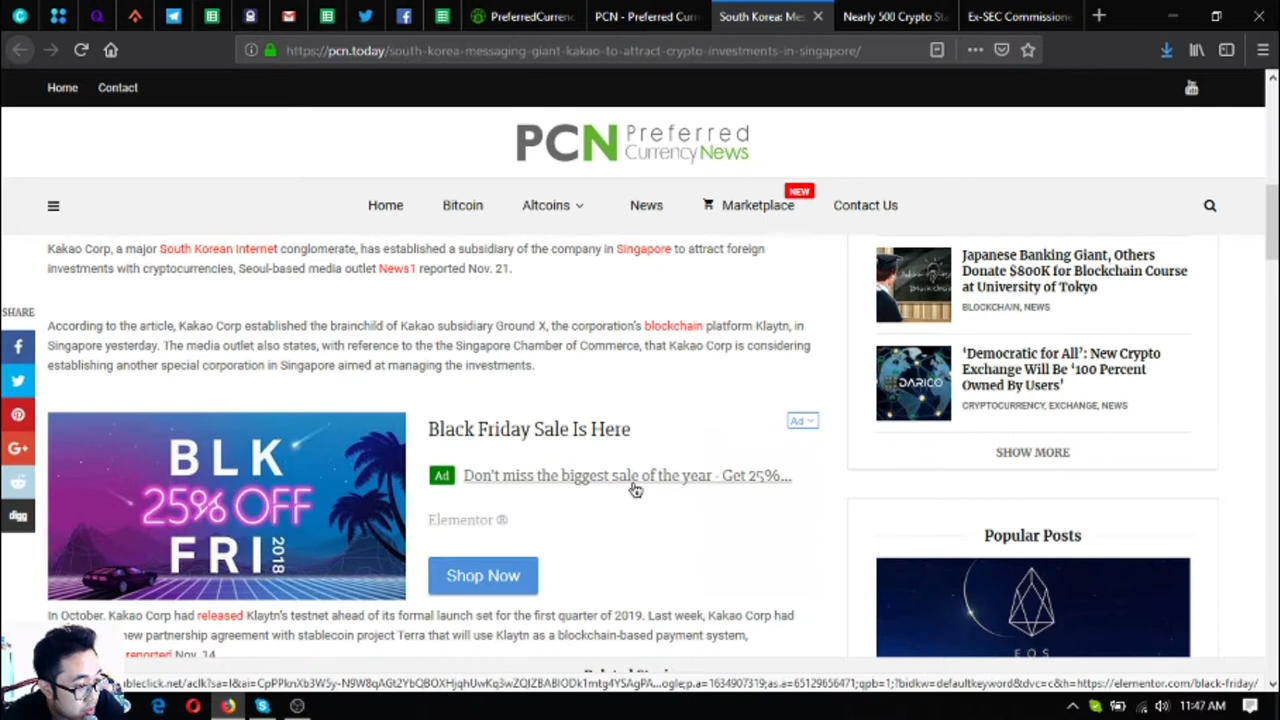 PreferredCurrenc
PCN - Preferred Cur
South Korea: Mes
Nearly 500 Crypto Sta
Ex-SEC Commissione
https://pcn.today/south-korea-messaging-giant-kakao-to-attract-crypto-investments-in-singapore/
Home Contact
PCN Preferred
CurrencyNews
NEW
Home Bitcoin Altcoins News Marketplace Contact Us
Kakao Corp, a major South Korean Internet conglomerate, has established a subsidiary of the company in Singapore to attract foreign
investments with cryptocurrencies, Seoul-based media outlet News1 reported Nov. 21.
SHARE
According to the article, Kakao Corp established the brainchild of Kakao subsidiary Ground X, the corporation's blockchain platform Klaytn, in
Singapore yesterday. The media outlet also states, with reference to the the Singapore Chamber of Commerce, that Kakao Corp is considering
establishing another special corporation in Singapore aimed at managing the investments.
BLK
25% OFF
FRI 2018
Black Friday Sale Is Here
Ad
Ad Don't miss the biggest sale of the year - Get 25%...
Elementor ®
Shop Now
digg
In October. Kakao Corp had released Klaytn's testnet ahead of its formal launch set for the first quarter of 2019. Last week, Kakao Corp had
new partnership agreement with stablecoin project Terra that will use Klaytn as a blockchain-based payment system,
reported Nov. 14
Japanese Banking Giant, Others
Donate $800K for Blockchain Course
at University of Tokyo
BLOCKCHAIN, NEWS
DARICO
'Democratic for All': New Crypto
Exchange Will Be '100 Percent
Owned By Users'
CRYPTOCURRENCY, EXCHANGE, NEWS
SHOW MORE
Popular Posts
EOS
11:47 AM